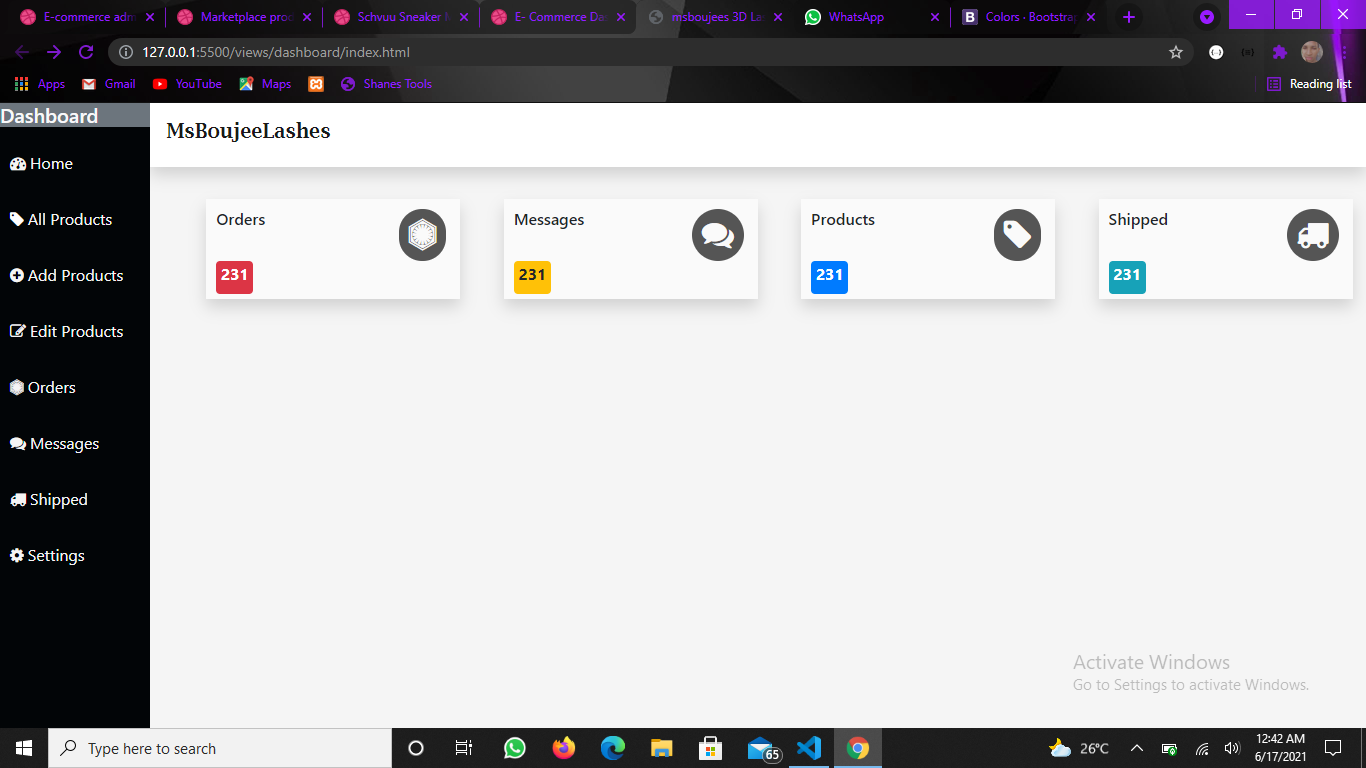 E-commerce adm
Marketplace prod
Schvuu Sneaker
E- Commerce Da
msboujees 3D La
WhatsApp
Colors · Bootstrap
127.0.0.1:5500/views/dashboard/index.html
Apps
Gmail
YouTube
Maps
Shanes Tools
Reading list
Dashboard
MsBoujeeLashes
Home
All Products
Add Products
Edit Products
Orders
Messages
Shipped
Settings
Orders
231
Messages
231
Products
231
Shipped
231
Activate Windows
Go to Settings to activate Windows.
Type here to search
65
26°C
12:42 AM
6/17/2021